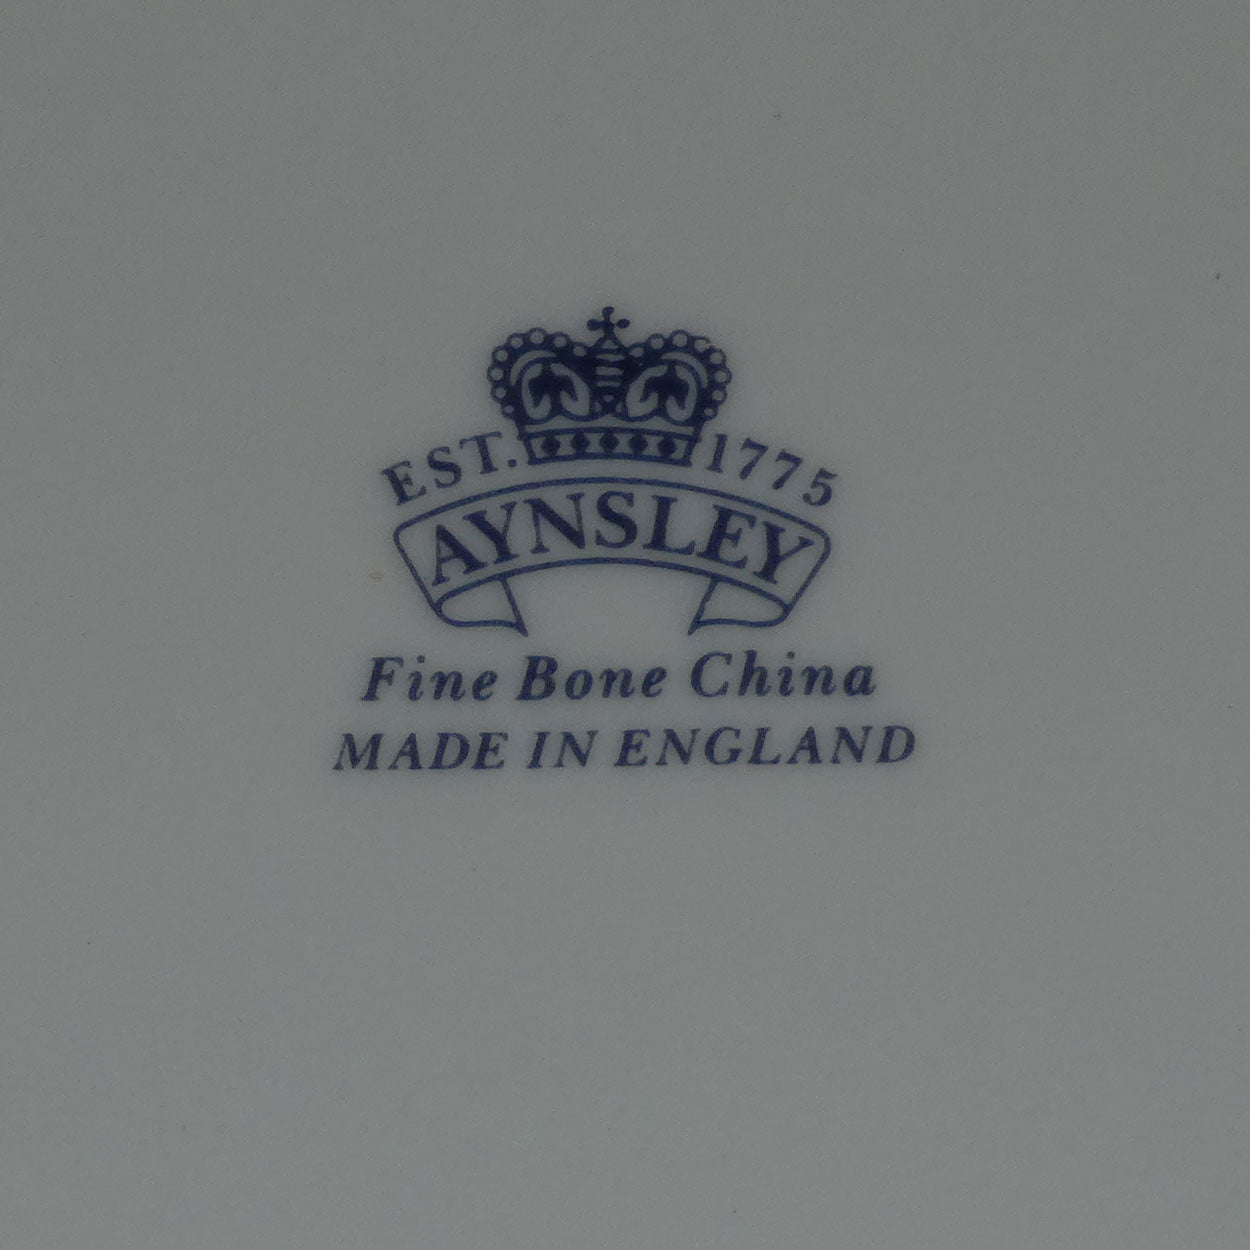 EST. 1775
AYNSLEY
Fine Bone China
MADE IN ENGLAND